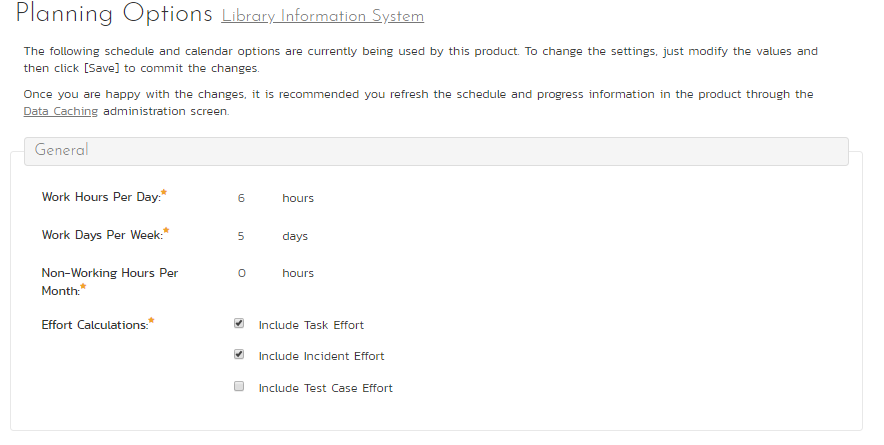 Planning Options Library Information System
The following schedule and calendar options are currently being used by this product. To change the settings, just modify the values and
then click [Save] to commit the changes.
Once you are happy with the changes, it is recommended you refresh the schedule and progress information in the product through the
Data Caching administration screen.
General
Work Hours Per Day:* 6 hours
Work Days Per Week:* 5 days
Non-Working Hours Per 0 hours
Month:*
Effort Calculations:* Include Task Effort
Include Incident Effort
Include Test Case Effort